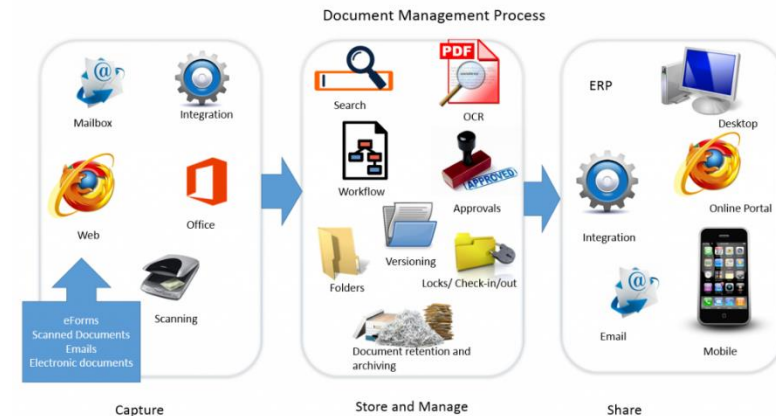 Document Management Process
Mailbox
Integration
Web
Office
Scanning
eForms
Scanned Documents
Emails
Electronic documents
Capture
Search
PDF
OCR
Workflow
APPROVED
Approvals
Folders
Versioning
Locks/ Check-in/out
Document retention and
archiving
Store and Manage
ERP
Desktop
Integration
Online Portal
Email
Mobile
Share